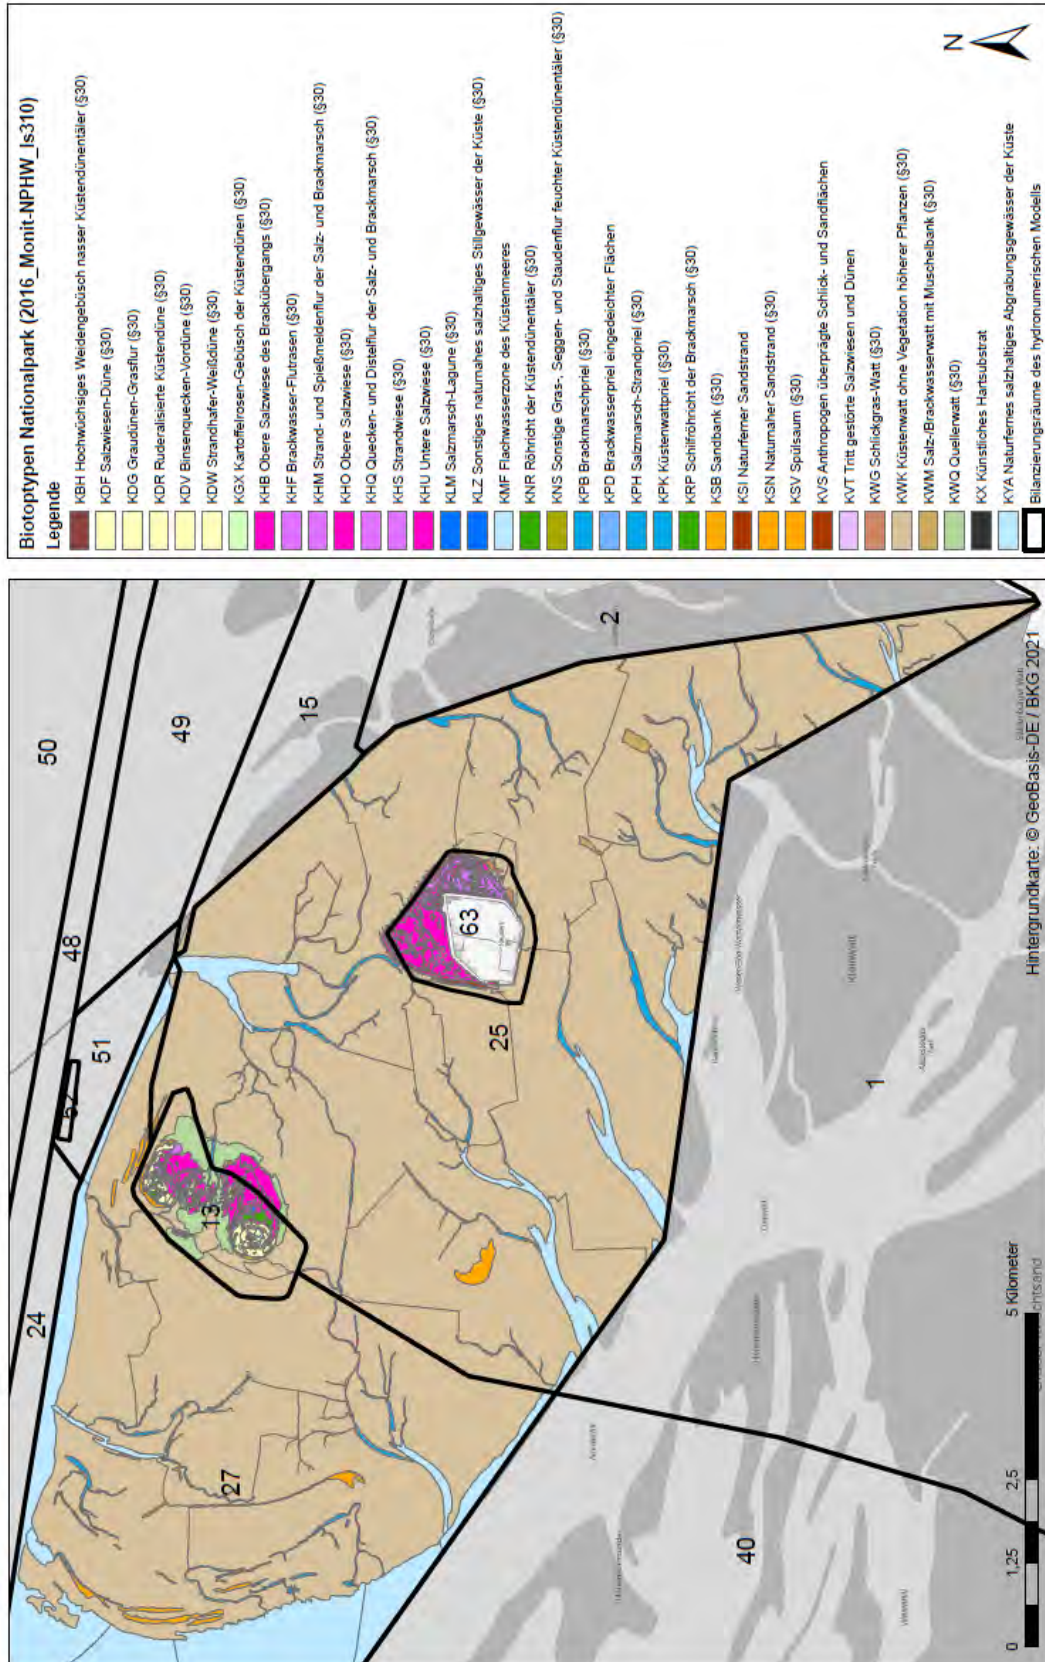 Biotoptypen Nationalpark (2016_Monit-NPHW_ls310)
Legende
KBH Hochwüchsiges Weidengebüsch nasser Küstendünentäler (§30)
KDF Salzwiesen-Düne (§30)
KDG Graudünen-Grasflur (§30)
KDR Ruderalisierte Küstendüne (§30)
KDV Binsenquecken-Vordüne (§30)
KDW Strandhafer-Weißdüne (§30)
KGX Kartoffelrosen-Gebüsch der Küstendünen (§30)
KHB Obere Salzwiese des Brackübergangs (§30)
KHF Brackwasser-Flutrasen (§30)
KHM Strand- und Spießmeldenflur der Salz- und Brackmarsch (§30)
KHO Obere Salzwiese (§30)
KHQ Quecken- und Distelflur der Salz- und Brackmarsch (§30)
KHS Strandwiese (§30)
KHU Untere Salzwiese (§30)
KLM Salzmarsch-Lagune (§30)
KLZ Sonstiges naturnahes salzhaltiges Stillgewässer der Küste (§30)
KMF Flachwasserzone des Küstenmeeres
KNR Röhricht der Küstendünentäler (§30)
KNS Sonstige Gras-, Seggen- und Staudenflur feuchter Küstendünentäler (§30)
KPB Brackmarschpriel (§30)
KPD Brackwasserpriel eingedeichter Flächen
KPH Salzmarsch-Strandpriel (§30)
KPK Küstenwattpriel (§30)
KRP Schilfröhricht der Brackmarsch (§30)
KSB Sandbank (§30)
KSI Naturferner Sandstrand
KSN Naturnaher Sandstrand (§30)
KSV Spülsaum (§30)
KVS Anthropogen überprägte Schlick- und Sandflächen
KVT Tritt gestörte Salzwiesen und Dünen
KWG Schlickgras-Watt (§30)
KWK Küstenwatt ohne Vegetation höherer Pflanzen (§30)
KWM Salz-/Brackwasserwatt mit Muschelbank (§30)
KWQ Quellerwatt (§30)
KX Künstliches Hartsubstrat
KYA Naturfernes salzhaltiges Abgrabungsgewässer der Küste
Bilanzierungsräume des hydronumerischen Modells
N
50
49
48
15
2
51
52
24
13
63
25
27
1
40
Kleinwatt
0 1,25 2,5 5 Kilometer
Hintergrundkarte: © GeoBasis-DE / BKG 2021